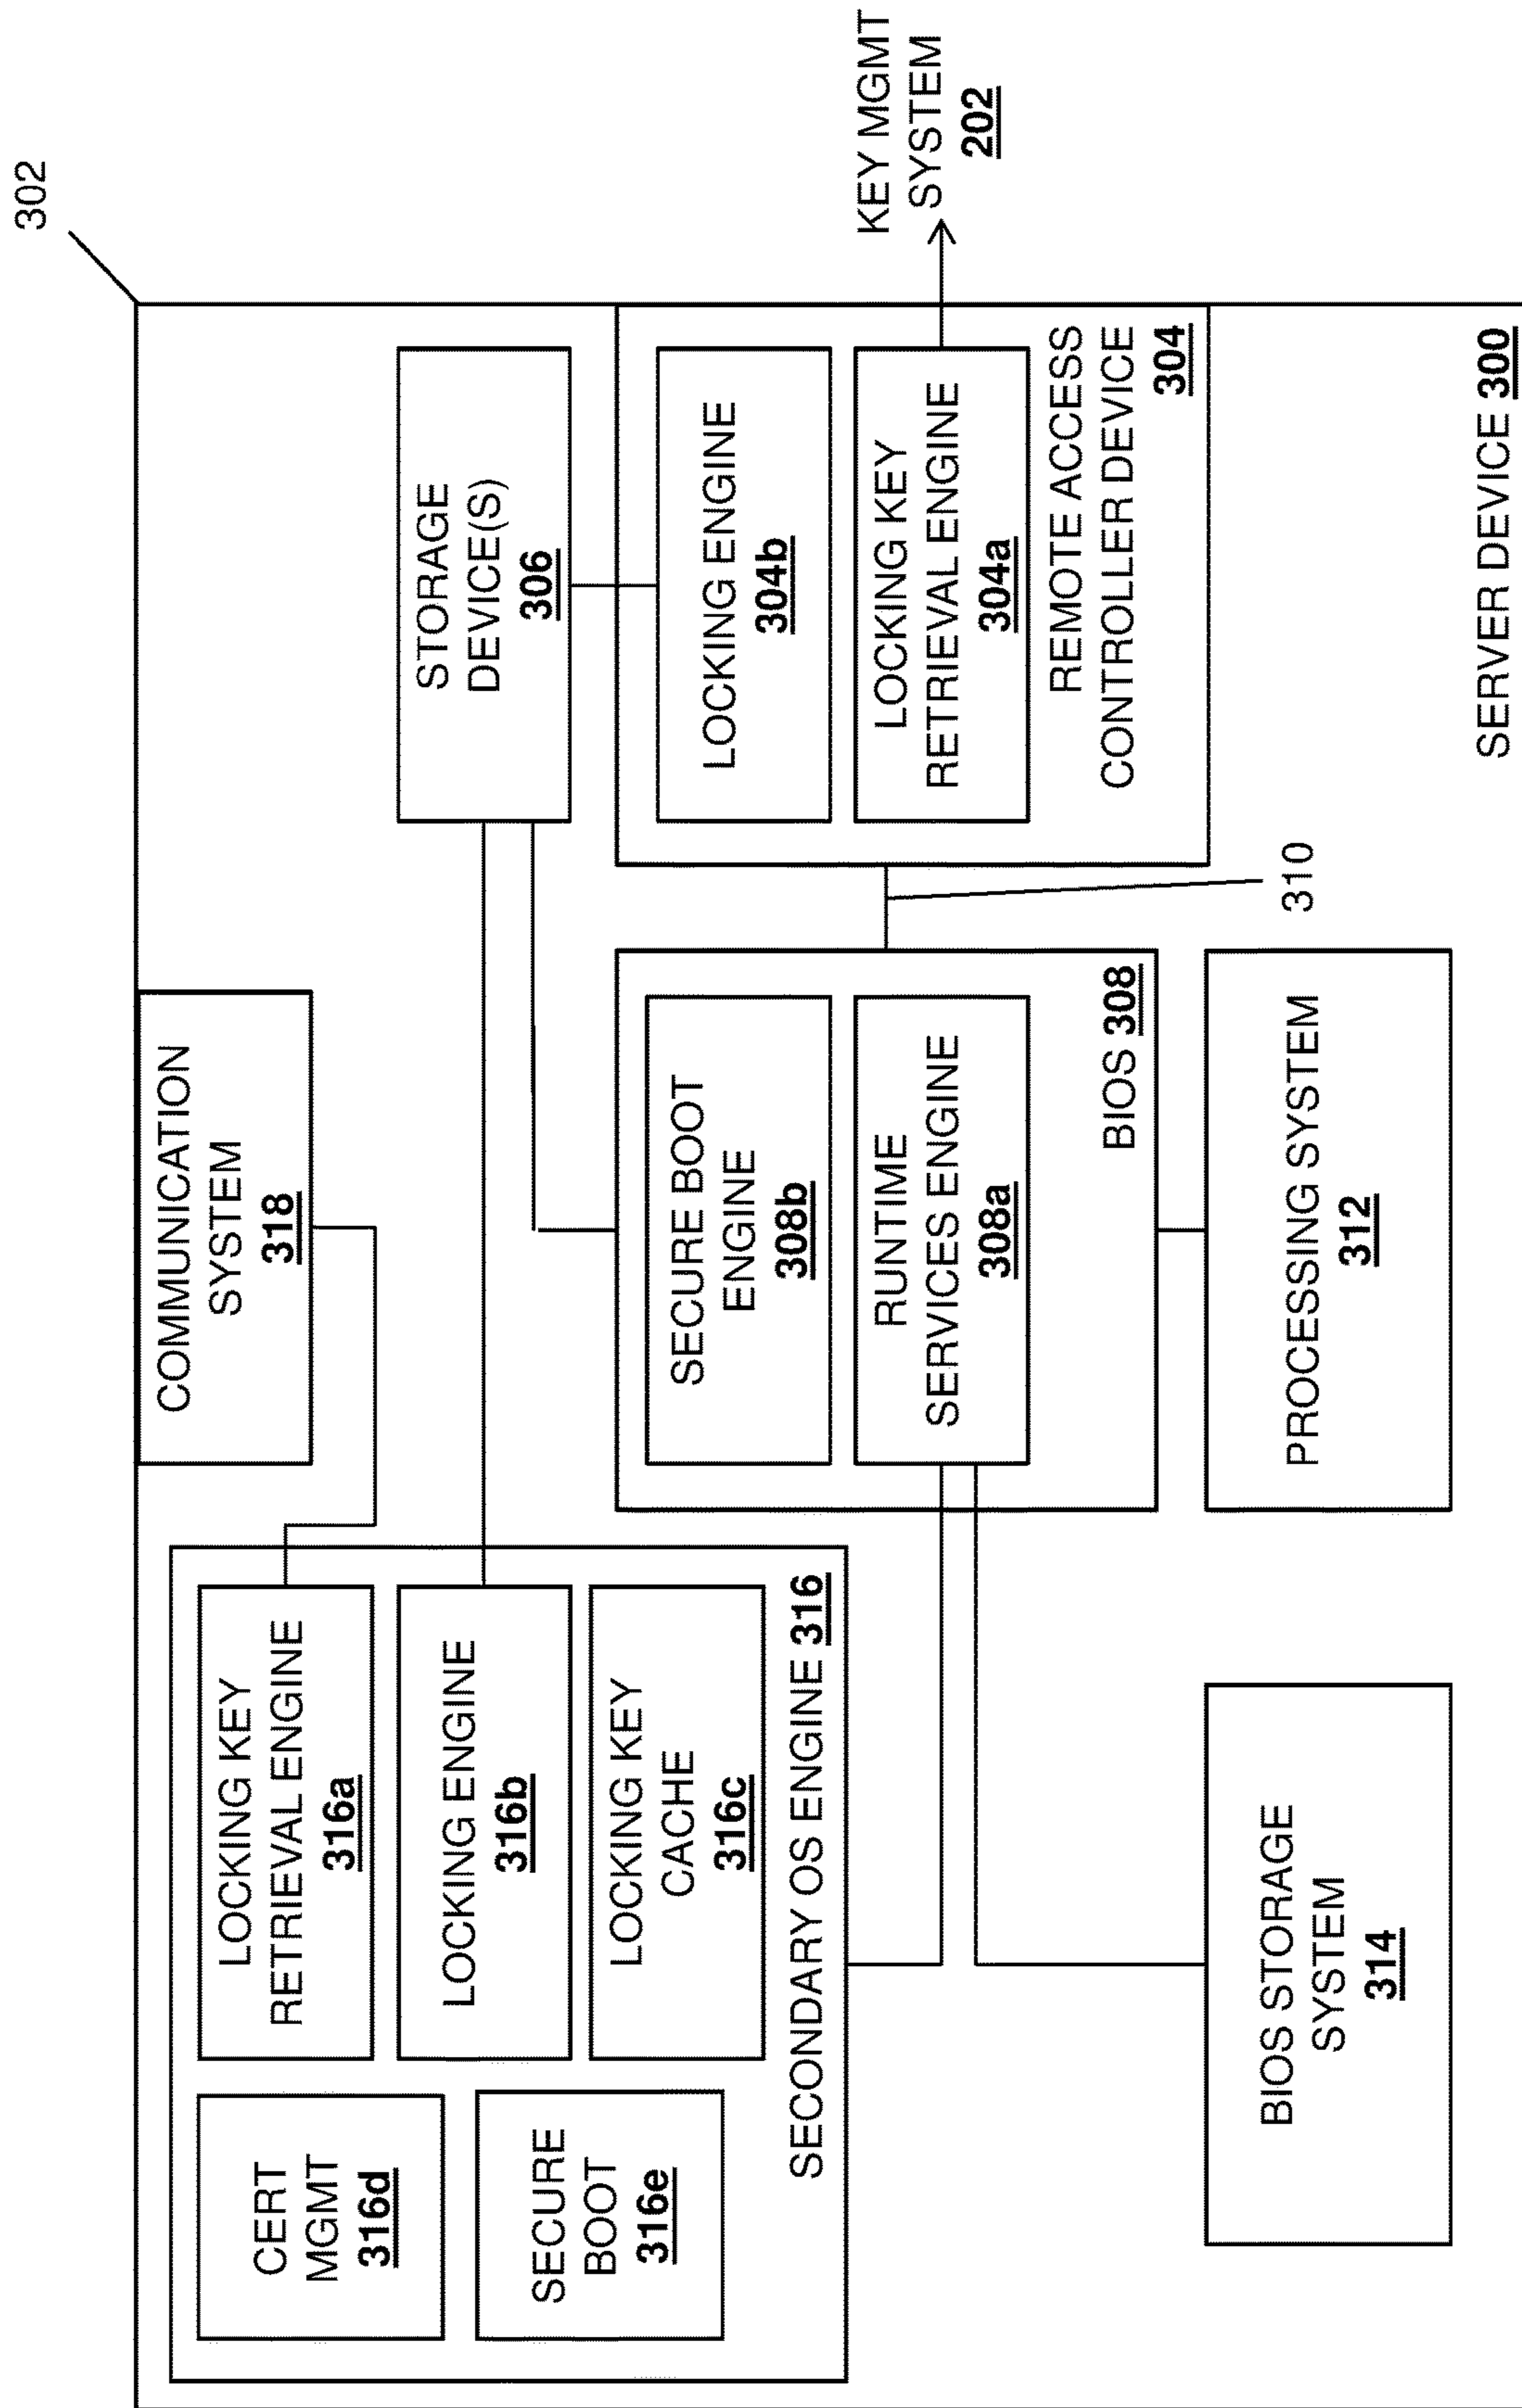 302
CERT
MGMT
316d
SECURE
BOOT
316e
LOCKING KEY
RETRIEVAL ENGINE
316a
LOCKING ENGINE
316b
LOCKING KEY
CACHE
316c
SECONDARY OS ENGINE 316
COMMUNICATION
SYSTEM
318
STORAGE
DEVICE(S)
306
SECURE BOOT
ENGINE
308b
RUNTIME
SERVICES ENGINE
308a
BIOS 308
LOCKING ENGINE
304b
LOCKING KEY
RETRIEVAL ENGINE
304a
REMOTE ACCESS
CONTROLLER DEVICE
304
KEY MGMT
SYSTEM
202
310
BIOS STORAGE
SYSTEM
314
PROCESSING SYSTEM
312
SERVER DEVICE 300